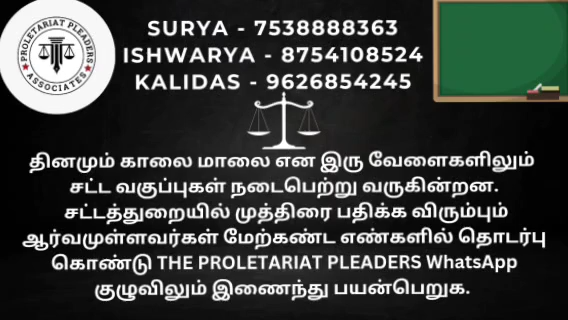 PROLETARIAT PLEADERS
ASSOCIATES
SURYA - 7538888363
ISHWARYA - 8754108524
KALIDAS - 9626854245
தினமும் காலை மாலை என இரு வேளைகளிலும்
சட்ட வகுப்புகள் நடைபெற்று வருகின்றன.
சட்டத்துறையில் முத்திரை பதிக்க விரும்பும்
ஆர்வமுள்ளவர்கள் மேற்கண்ட எண்களில் தொடர்பு
கொண்டு THE PROLETARIAT PLEADERS WhatsApp
குழுவிலும் இணைந்து பயன்பெறுக.